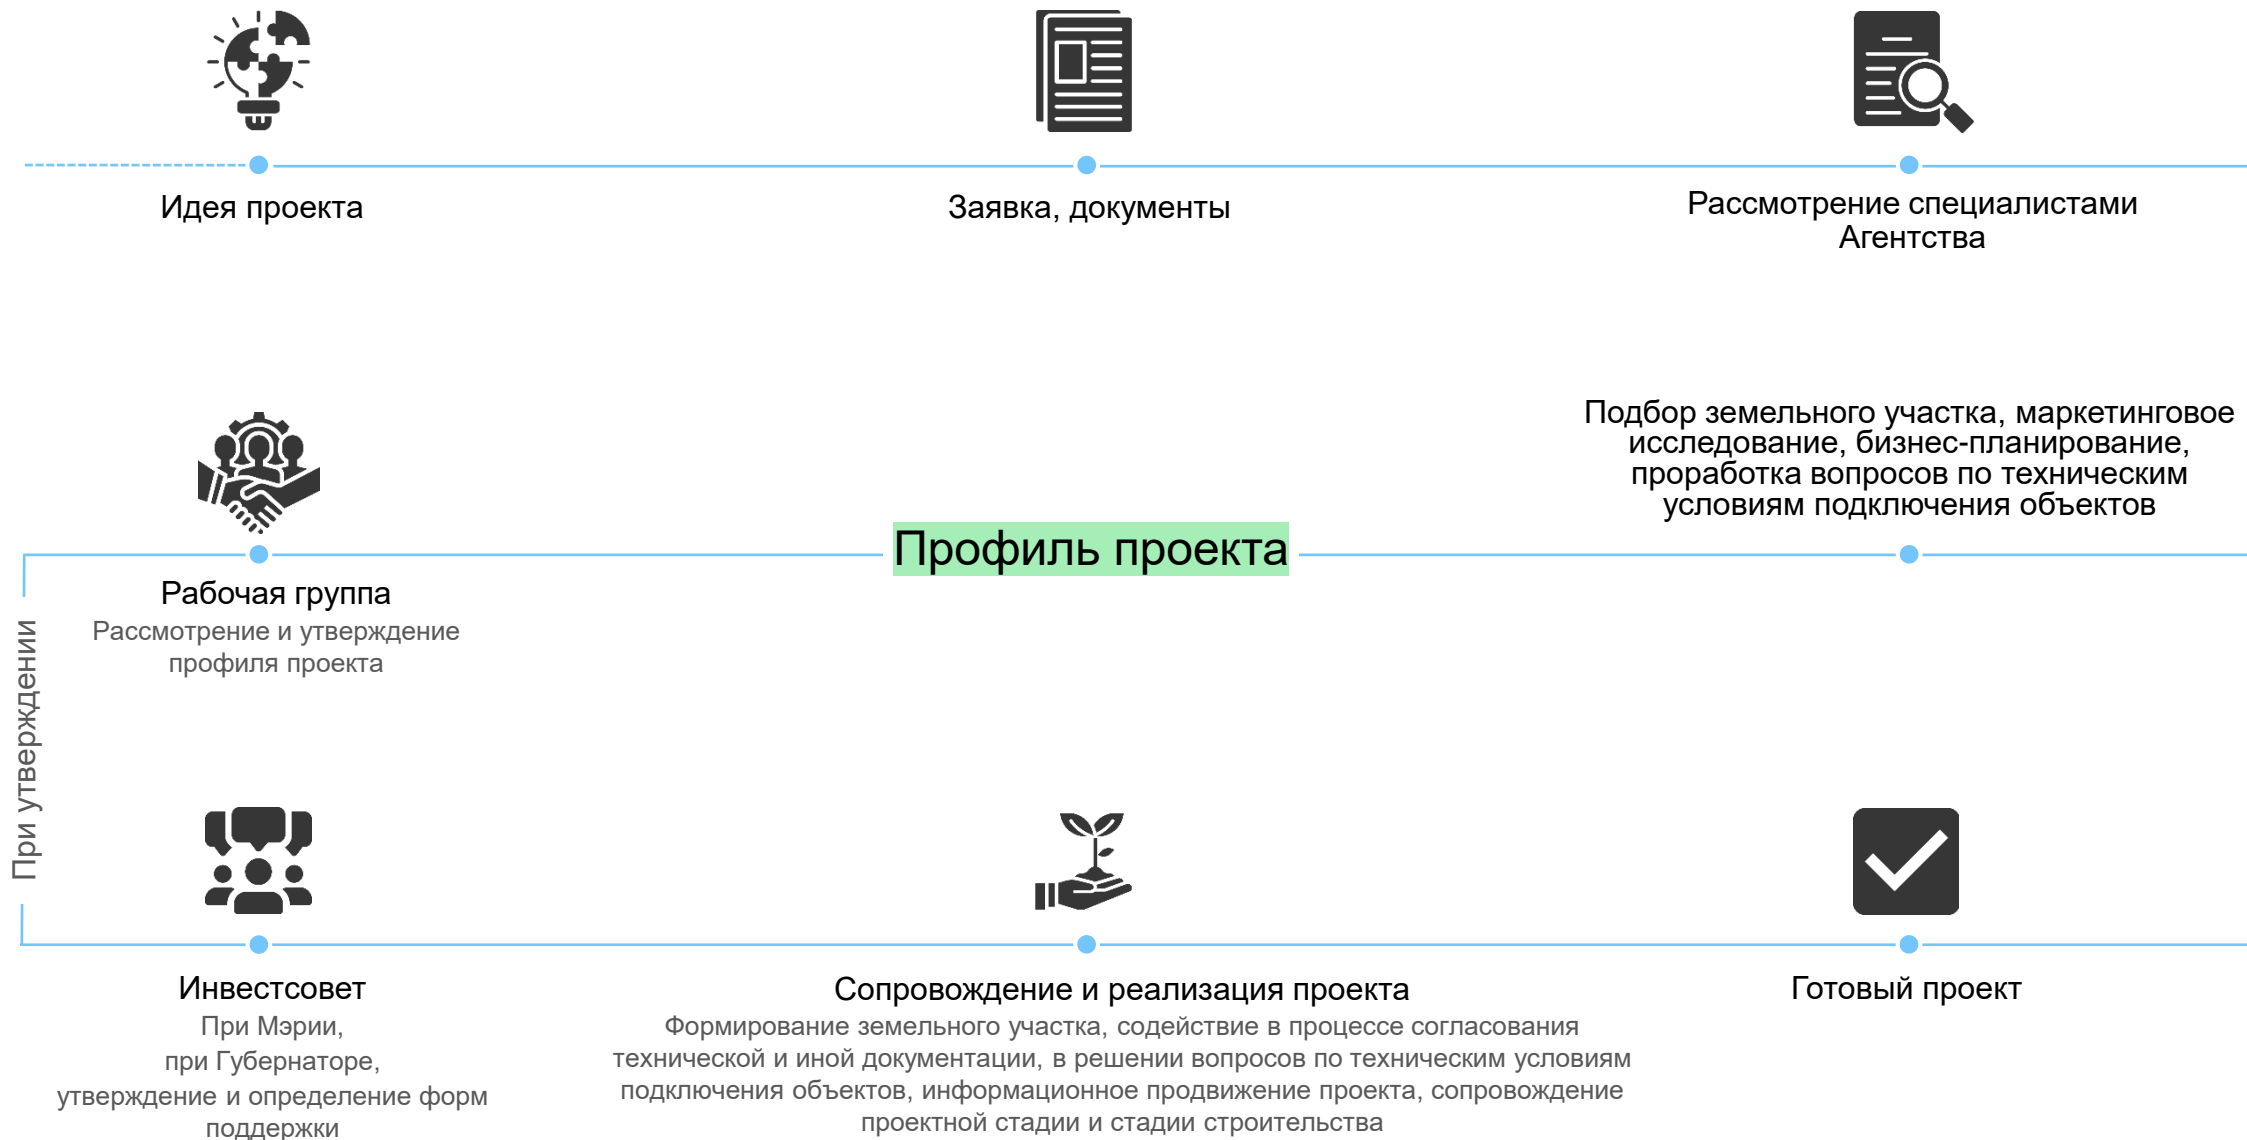 Идея проекта
Заявка, документы
Рассмотрение специалистами
Агентства
Подбор земельного участка, маркетинговое
исследование, бизнес-планирование,
проработка вопросов по техническим
условиям подключения объектов
Профиль проекта
Рабочая группа
Рассмотрение и утверждение
профиля проекта
При утверждении
Инвестсовет
При Мэрии,
при Губернаторе,
утверждение и определение форм
поддержки
Сопровождение и реализация проекта
Формирование земельного участка, содействие в процессе согласования
технической и иной документации, в решении вопросов по техническим условиям
подключения объектов, информационное продвижение проекта, сопровождение
проектной стадии и стадии строительства
Готовый проект